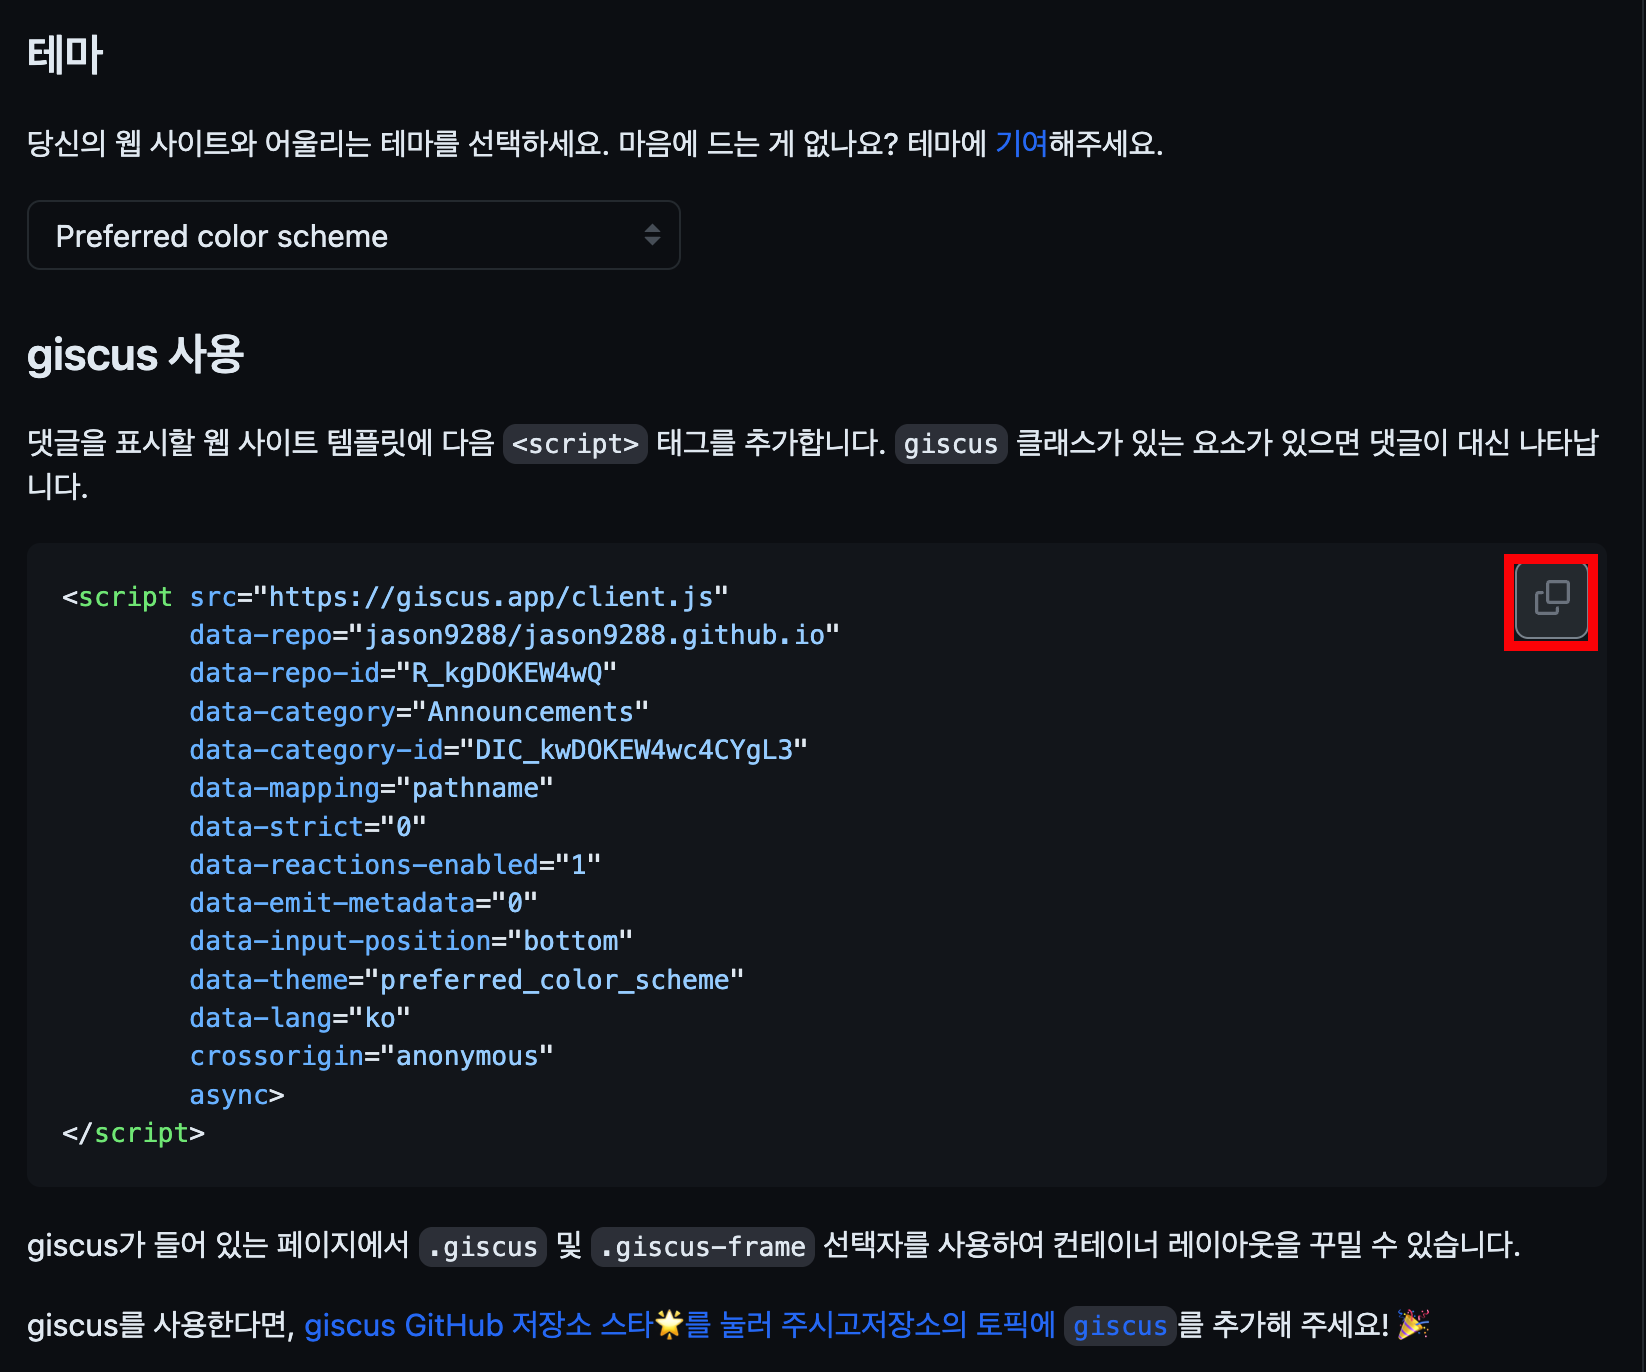 테마
당신의 웹 사이트와 어울리는 테마를 선택하세요. 마음에 드는 게 없나요? 테마에 기여해주세요.
Preferred color scheme
giscus 사용
댓글을 표시할 웹 사이트 템플릿에 다음 <script> 태그를 추가합니다. giscus 클래스가 있는 요소가 있으면 댓글이 대신 나타납
니다.
<script src="https://giscus.app/client.js"
data-repo="jason9288/jason9288.github.io"
data-repo-id="R_kgDOKEW4wQ"
data-category="Announcements"
data-category-id="DIC_kwDOKEW4wc4CYgL3"
data-mapping="pathname"
data-strict="0"
data-reactions-enabled="1"
data-emit-metadata="0"
data-input-position="bottom"
data-theme="preferred_color_scheme"
data-lang="ko"
crossorigin="anonymous"
async>
</script>
giscus가 들어 있는 페이지에서 .giscus 및 .giscus-frame 선택자를 사용하여 컨테이너 레이아웃을 꾸밀 수 있습니다.
giscus를 사용한다면, giscus GitHub 저장소 스타🌟를 눌러 주시고저장소의 토픽에 giscus를 추가해 주세요! 🎉